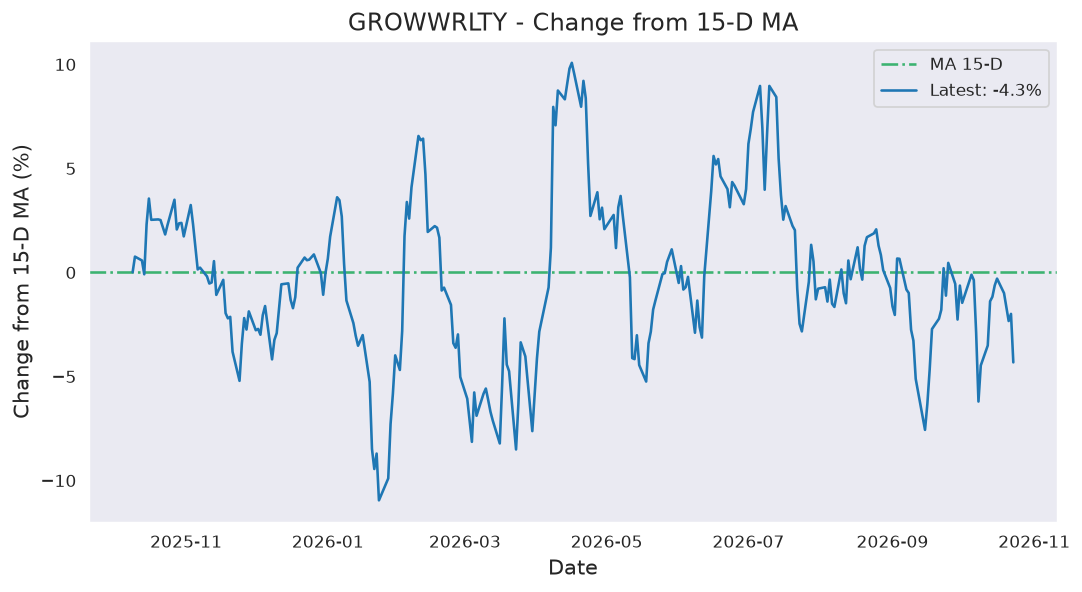 GROWWRLTY - Change from 15-D MA
MA 15-D
Latest: -4.3%
Change from 15-D MA (%)
10
5
0
−5
−10
2025-11
2026-01
2026-03
2026-05
2026-07
2026-09
2026-11
Date